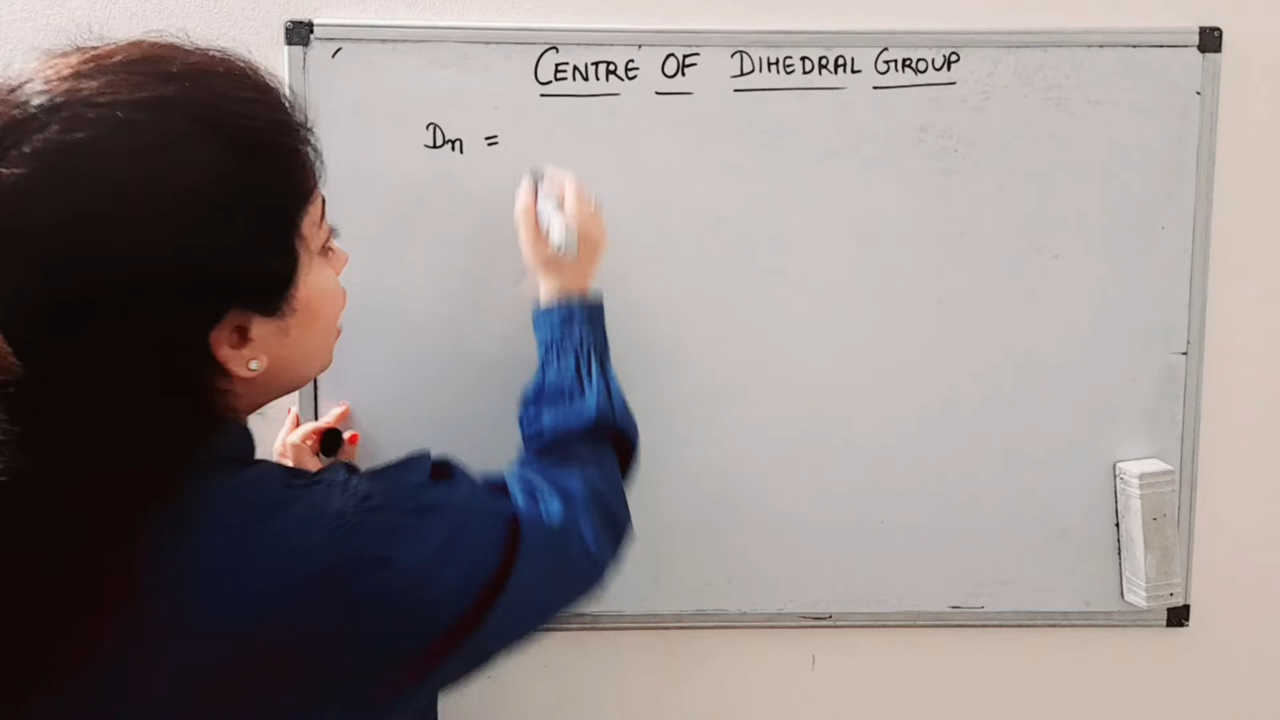 CENTRE OF DIHEDRAL GROUP
Dn =